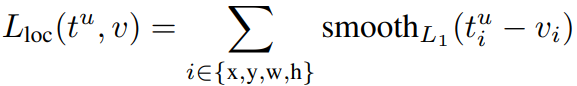 L_loc(t^u, v) = ∑_{i∈{x,y,w,h}} smooth_{L_1}(t_i^u − v_i)